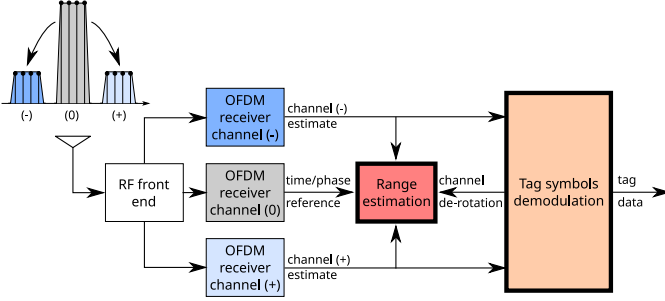 (-)
(0)
(+)
RF front
end
OFDM
receiver
channel (-)
OFDM
receiver
channel (0)
OFDM
receiver
channel (+)
channel (-)
estimate
time/phase
reference
channel (+)
estimate
Range
estimation
channel
de-rotation
Tag symbols
demodulation
tag
data